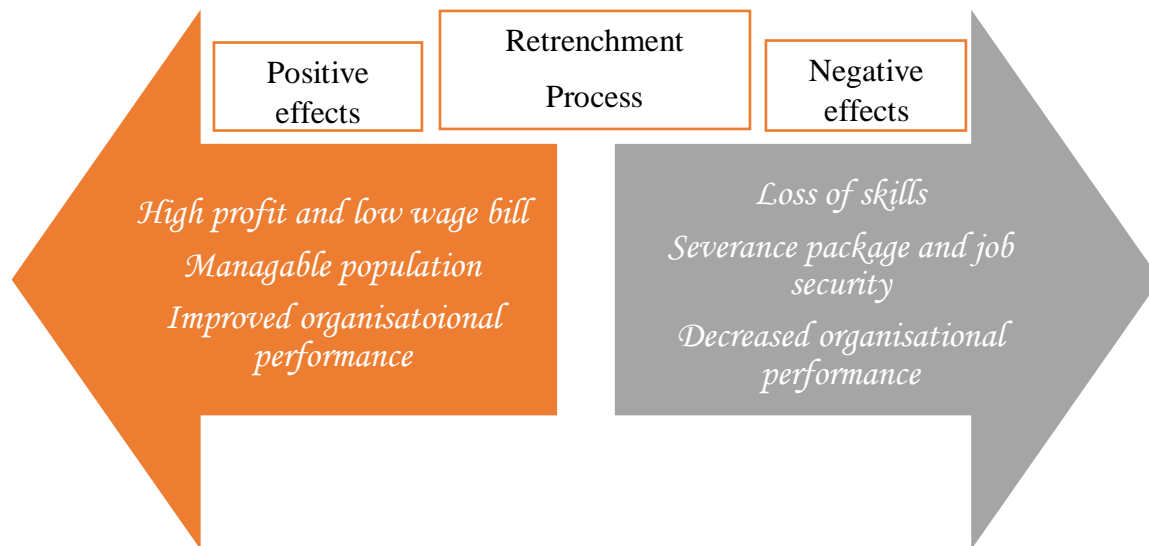 Retrenchment
Process
Positive
effects
Negative
effects
High profit and low wage bill
Managable population
Improved organisatoional
performance
Loss of skills
Severance package and job
security
Decreased organisational
performance